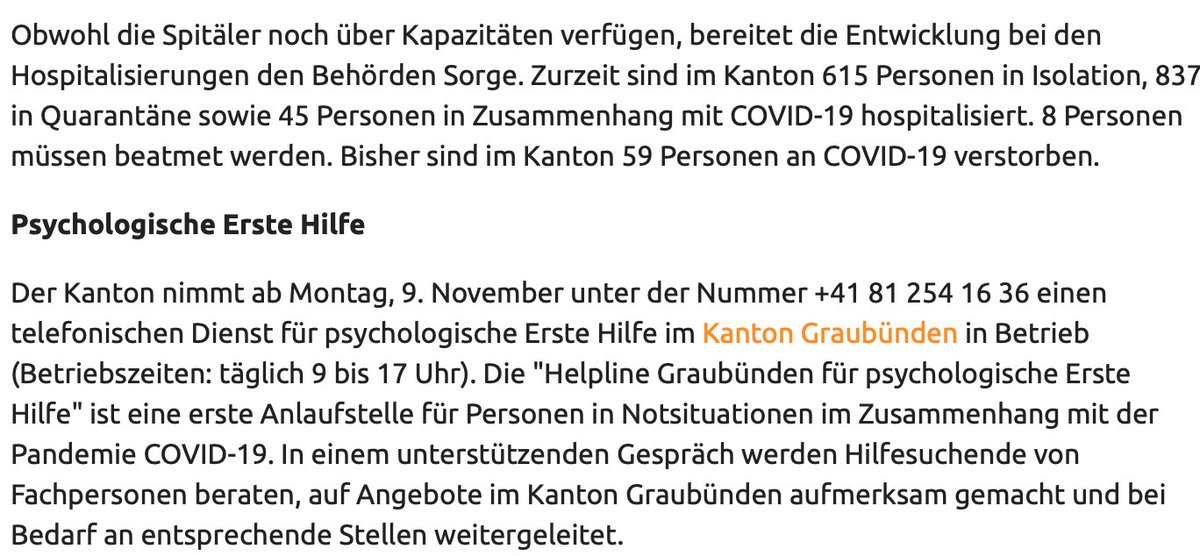 Obwohl die Spitäler noch über Kapazitäten verfügen, bereitet die Entwicklung bei den
Hospitalisierungen den Behörden Sorge. Zurzeit sind im Kanton 615 Personen in Isolation, 837
in Quarantäne sowie 45 Personen in Zusammenhang mit COVID-19 hospitalisiert. 8 Personen
müssen beatmet werden. Bisher sind im Kanton 59 Personen an COVID-19 verstorben.
Psychologische Erste Hilfe
Der Kanton nimmt ab Montag, 9. November unter der Nummer +41 81 254 16 36 einen
telefonischen Dienst für psychologische Erste Hilfe im Kanton Graubünden in Betrieb
(Betriebszeiten: täglich 9 bis 17 Uhr). Die "Helpline Graubünden für psychologische Erste
Hilfe" ist eine erste Anlaufstelle für Personen in Notsituationen im Zusammenhang mit der
Pandemie COVID-19. In einem unterstützenden Gespräch werden Hilfesuchende von
Fachpersonen beraten, auf Angebote im Kanton Graubünden aufmerksam gemacht und bei
Bedarf an entsprechende Stellen weitergeleitet.